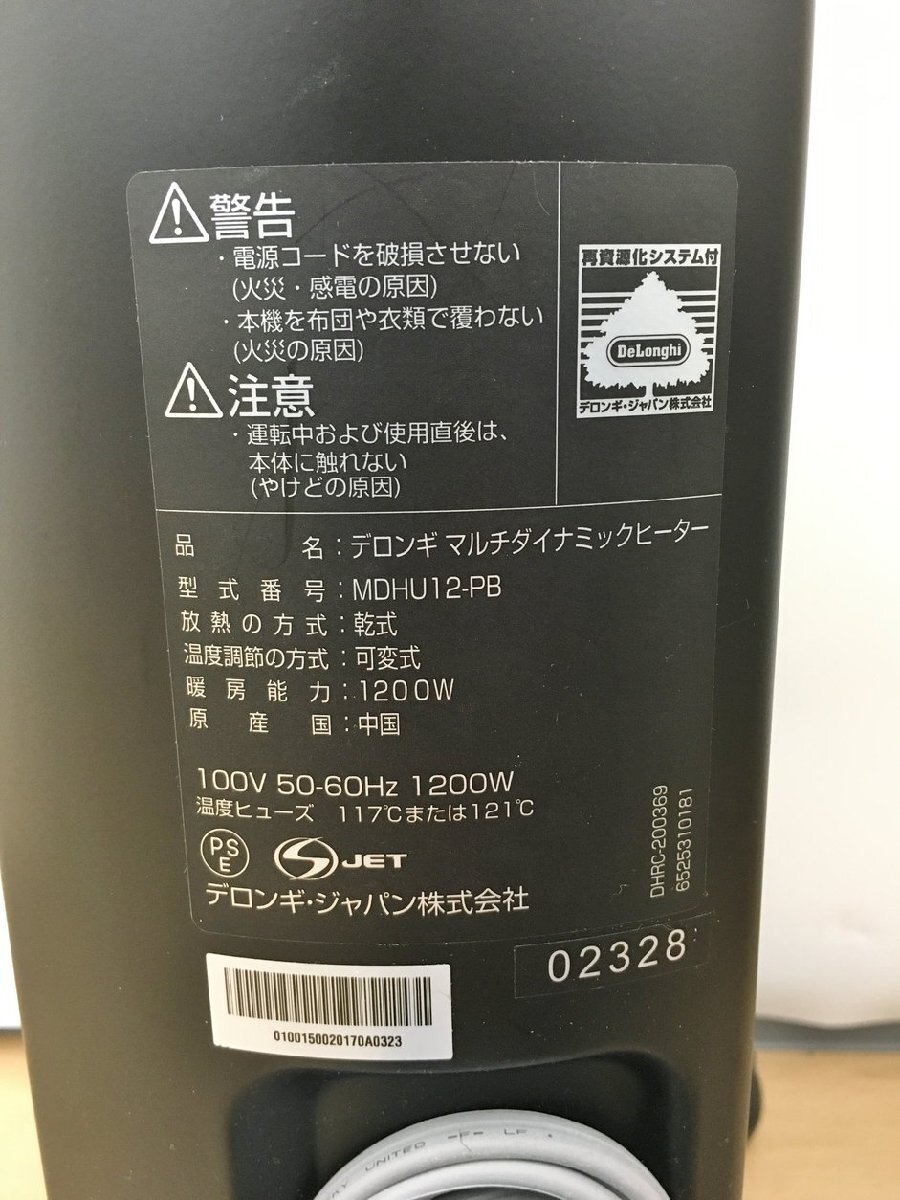 警告
・電源コードを破損させない
(火災・感電の原因)
・本機を布団や衣類で覆わない
(火災の原因)
注意
・運転中および使用直後は、
本体に触れない
(やけどの原因)
再資源化システム付
DeLonghi
デロンギ・ジャパン株式会社
品名:デロンギ マルチダイナミックヒーター
型式番号:MDHU12-PB
放熱の方式:乾式
温度調節の方式:可変式
暖房能力:1200W
原産国:中国
100V 50-60Hz 1200W
温度ヒューズ 117℃または121℃
PSE
JET
デロンギ・ジャパン株式会社
DHRC-200369
6525310181
02328
0100150020170A0323
UNITED LF